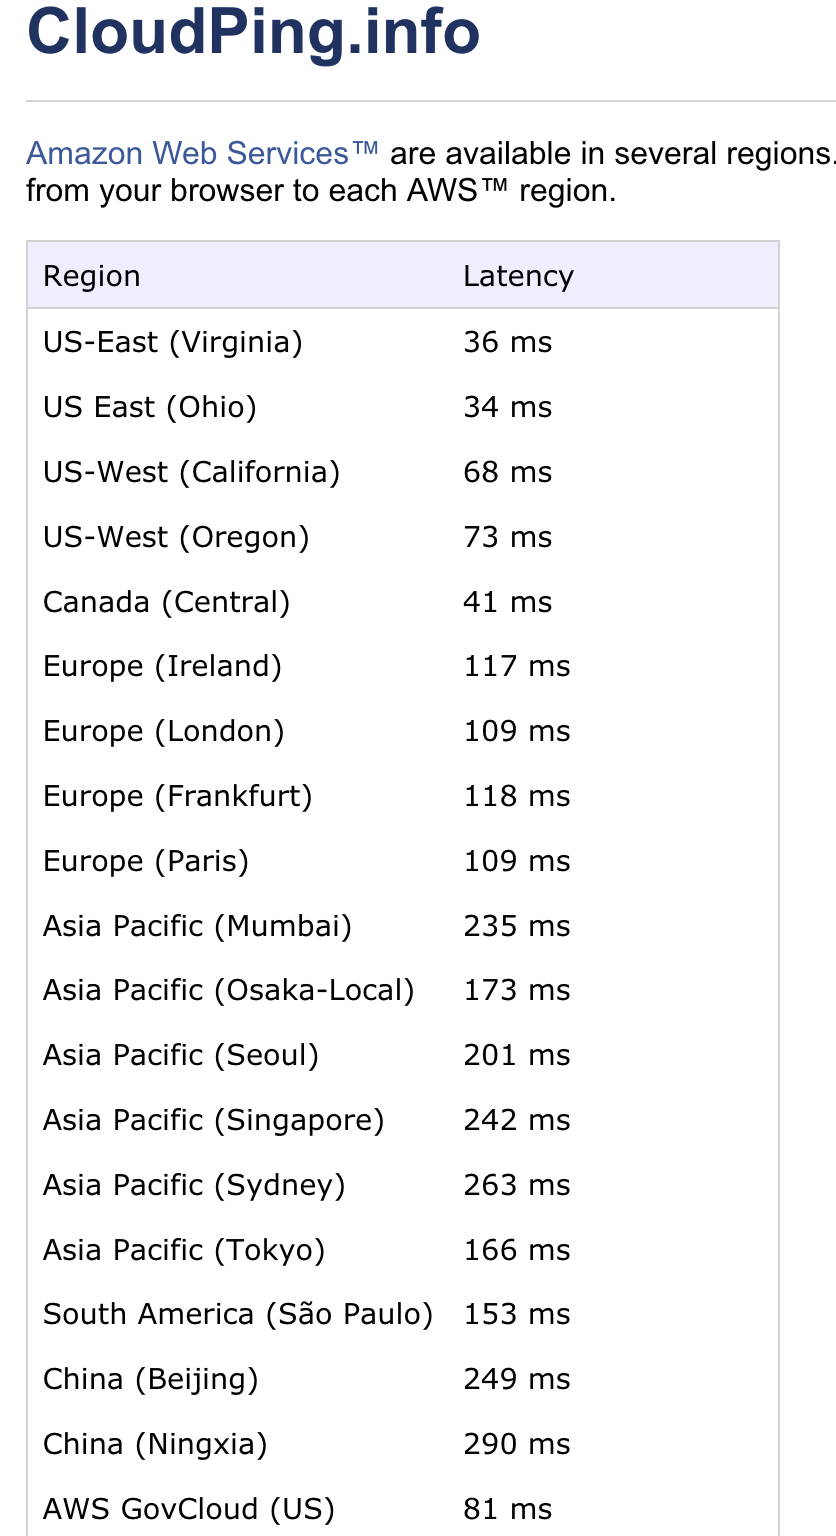 CloudPing.info
Amazon Web Services™ are available in several regions.
from your browser to each AWS™ region.
Region Latency
US-East (Virginia) 36 ms
US East (Ohio) 34 ms
US-West (California) 68 ms
US-West (Oregon) 73 ms
Canada (Central) 41 ms
Europe (Ireland) 117 ms
Europe (London) 109 ms
Europe (Frankfurt) 118 ms
Europe (Paris) 109 ms
Asia Pacific (Mumbai) 235 ms
Asia Pacific (Osaka-Local) 173 ms
Asia Pacific (Seoul) 201 ms
Asia Pacific (Singapore) 242 ms
Asia Pacific (Sydney) 263 ms
Asia Pacific (Tokyo) 166 ms
South America (São Paulo) 153 ms
China (Beijing) 249 ms
China (Ningxia) 290 ms
AWS GovCloud (US) 81 ms